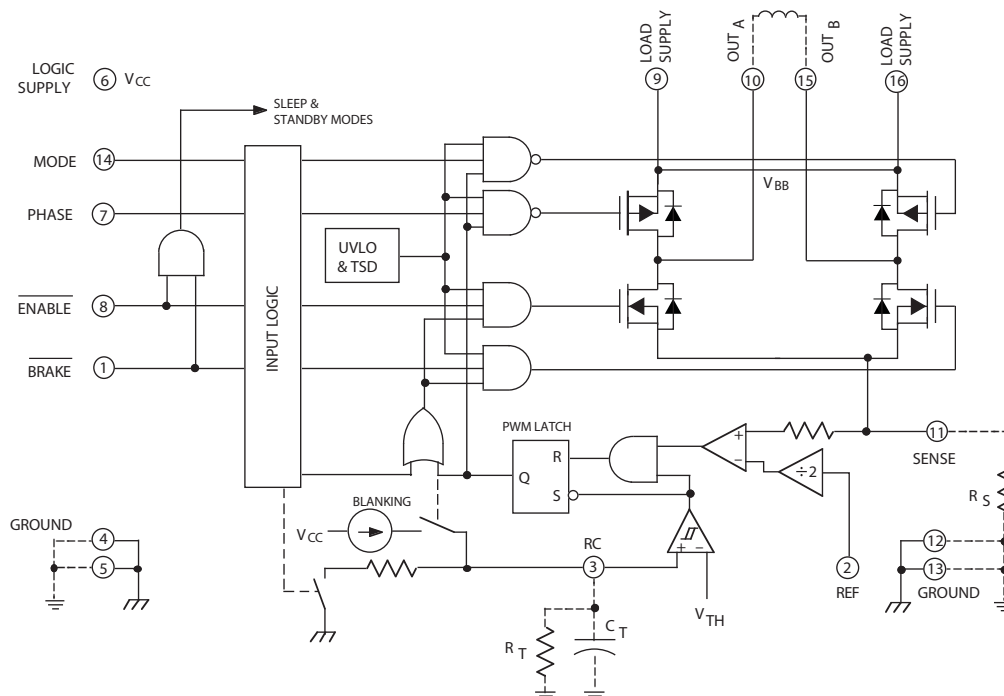 LOGIC
SUPPLY
6
VCC
MODE
14
PHASE
7
ENABLE
8
BRAKE
1
GROUND
4
5
SLEEP &
STANDBY MODES
INPUT LOGIC
UVLO
& TSD
LOAD
SUPPLY
9
OUT A
10
OUT B
15
LOAD
SUPPLY
16
VBB
PWM LATCH
R
Q
S
BLANKING
VCC
RC
3
+
−
÷2
+ −
VTH
RT
CT
11
SENSE
RS
12
13
GROUND
2
REF